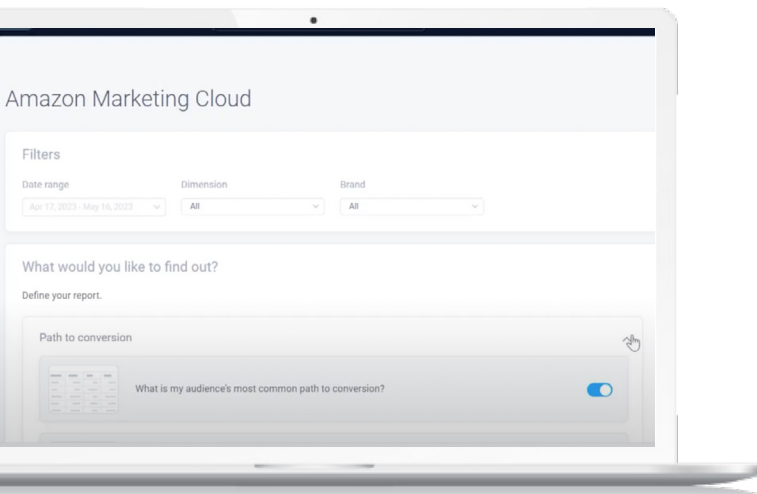 Amazon Marketing Cloud
Filters
Date range Dimension Brand
Apr 17, 2023 - May 16, 2023 All All
What would you like to find out?
Define your report.
Path to conversion
What is my audience's most common path to conversion?